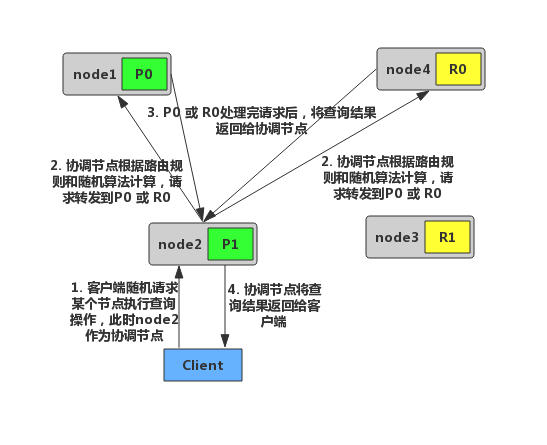 node1 P0
node4 R0
3. P0 或 R0处理完请求后，将查询结果
返回给协调节点
2. 协调节点根据路由规
则和随机算法计算，请
求转发到P0 或 R0
2. 协调节点根据路由规
则和随机算法计算，请
求转发到P0 或 R0
node2 P1
node3 R1
1. 客户端随机请求
某个节点执行查询
操作，此时node2
作为协调节点
4. 协调节点将查
询结果返回给客
户端
Client